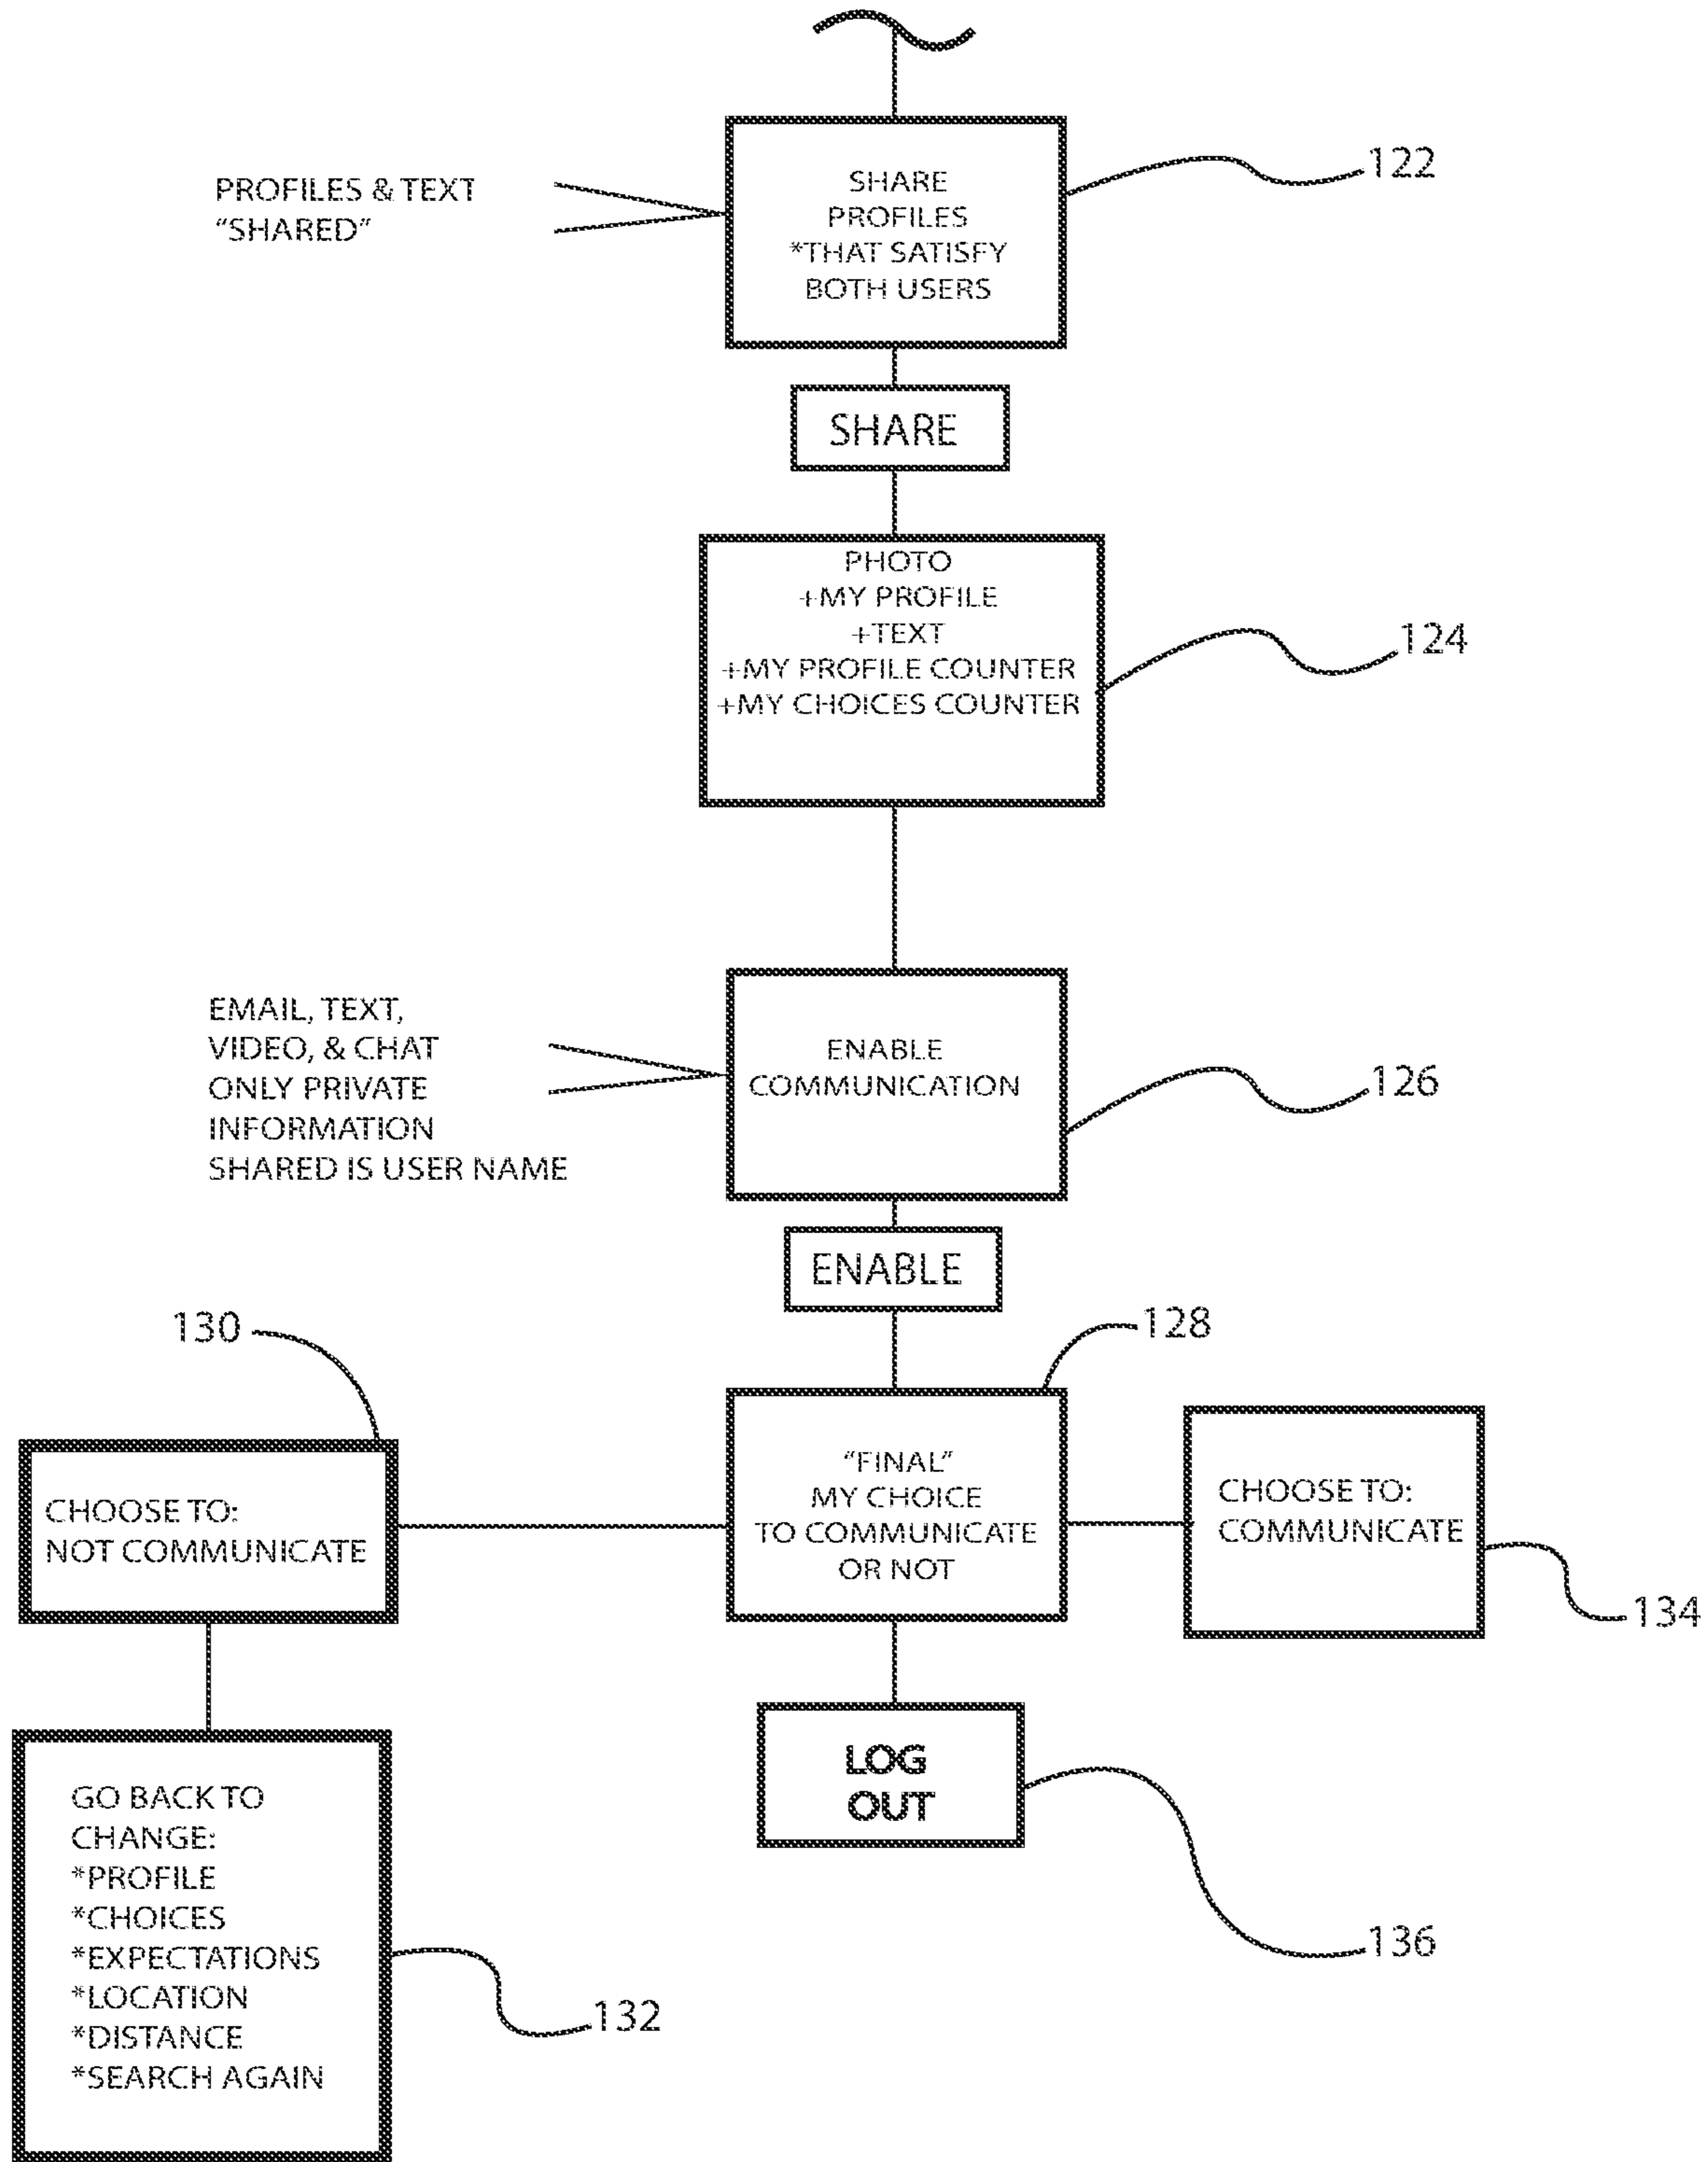 PROFILES & TEXT
“SHARED”
SHARE
PROFILES
*THAT SATISFY
BOTH USERS
122
SHARE
PHOTO
+MY PROFILE
+TEXT
+MY PROFILE COUNTER
+MY CHOICES COUNTER
124
EMAIL, TEXT,
VIDEO, & CHAT
ONLY PRIVATE
INFORMATION
SHARED IS USER NAME
ENABLE
COMMUNICATION
126
ENABLE
130
128
CHOOSE TO:
NOT COMMUNICATE
“FINAL”
MY CHOICE
TO COMMUNICATE
OR NOT
CHOOSE TO:
COMMUNICATE
134
LOG
OUT
136
GO BACK TO
CHANGE:
*PROFILE
*CHOICES
*EXPECTATIONS
*LOCATION
*DISTANCE
*SEARCH AGAIN
132